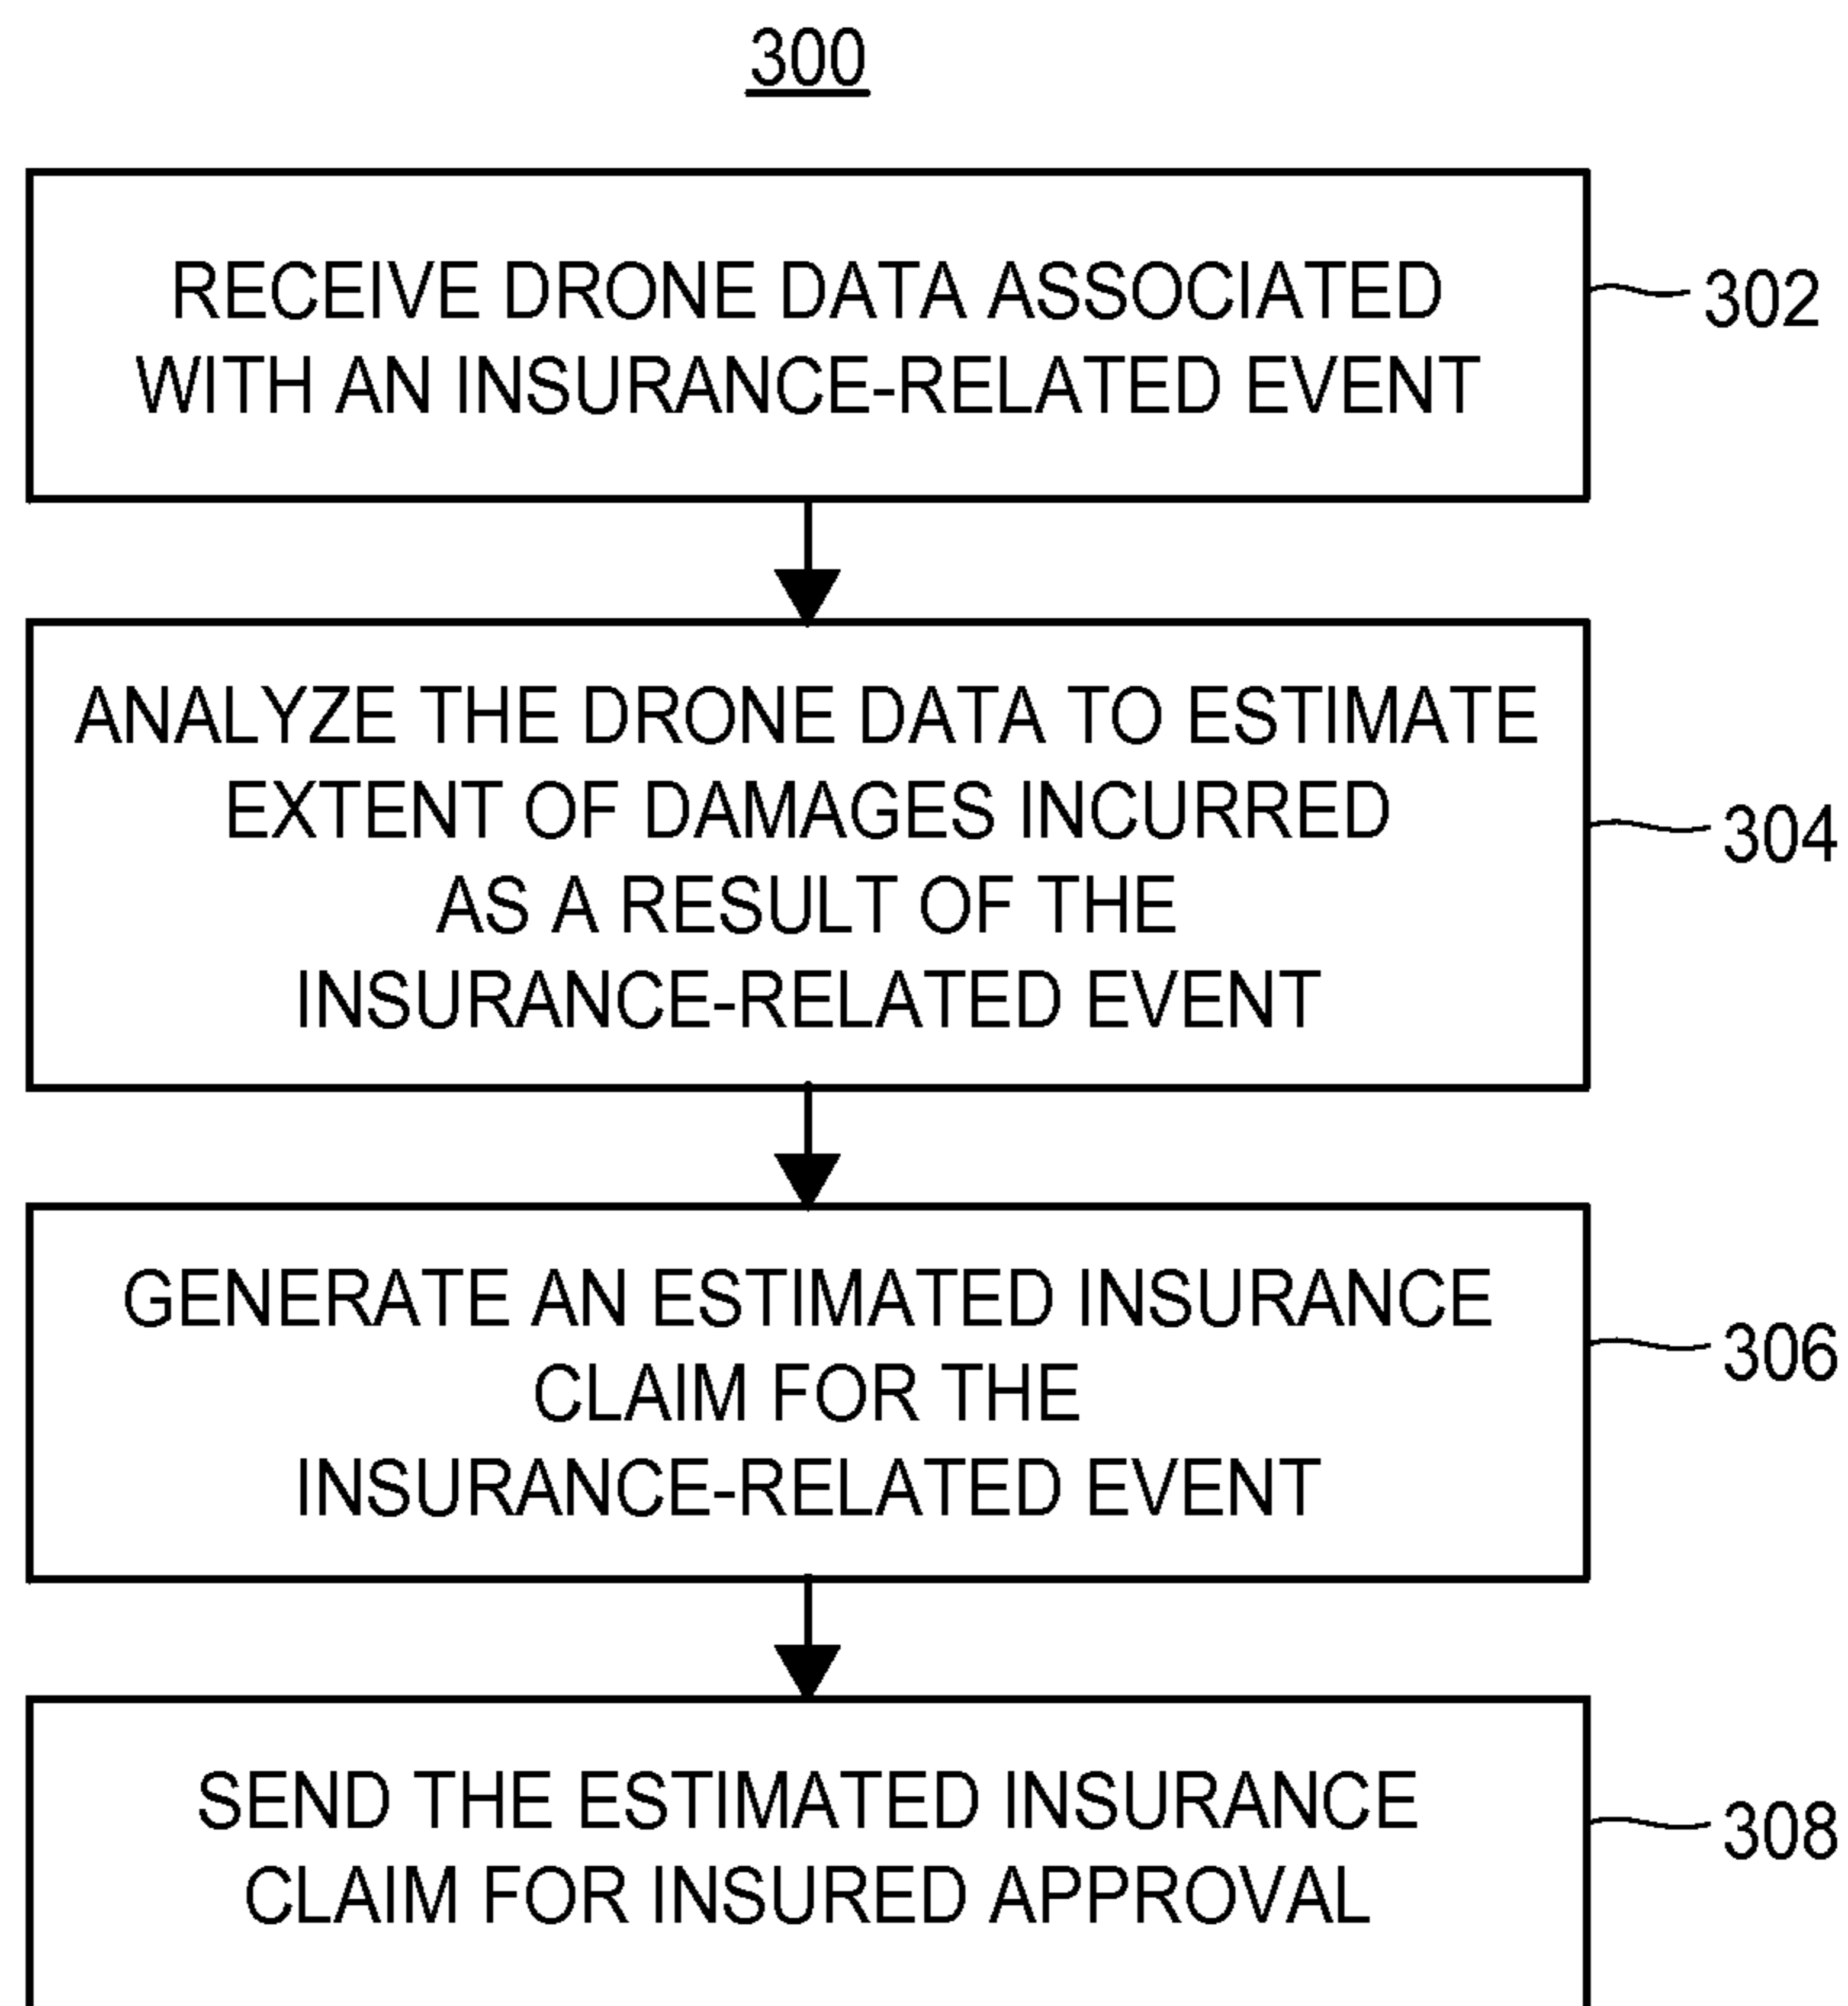 300
RECEIVE DRONE DATA ASSOCIATED
WITH AN INSURANCE-RELATED EVENT
302
ANALYZE THE DRONE DATA TO ESTIMATE
EXTENT OF DAMAGES INCURRED
AS A RESULT OF THE
INSURANCE-RELATED EVENT
304
GENERATE AN ESTIMATED INSURANCE
CLAIM FOR THE
INSURANCE-RELATED EVENT
306
SEND THE ESTIMATED INSURANCE
CLAIM FOR INSURED APPROVAL
308